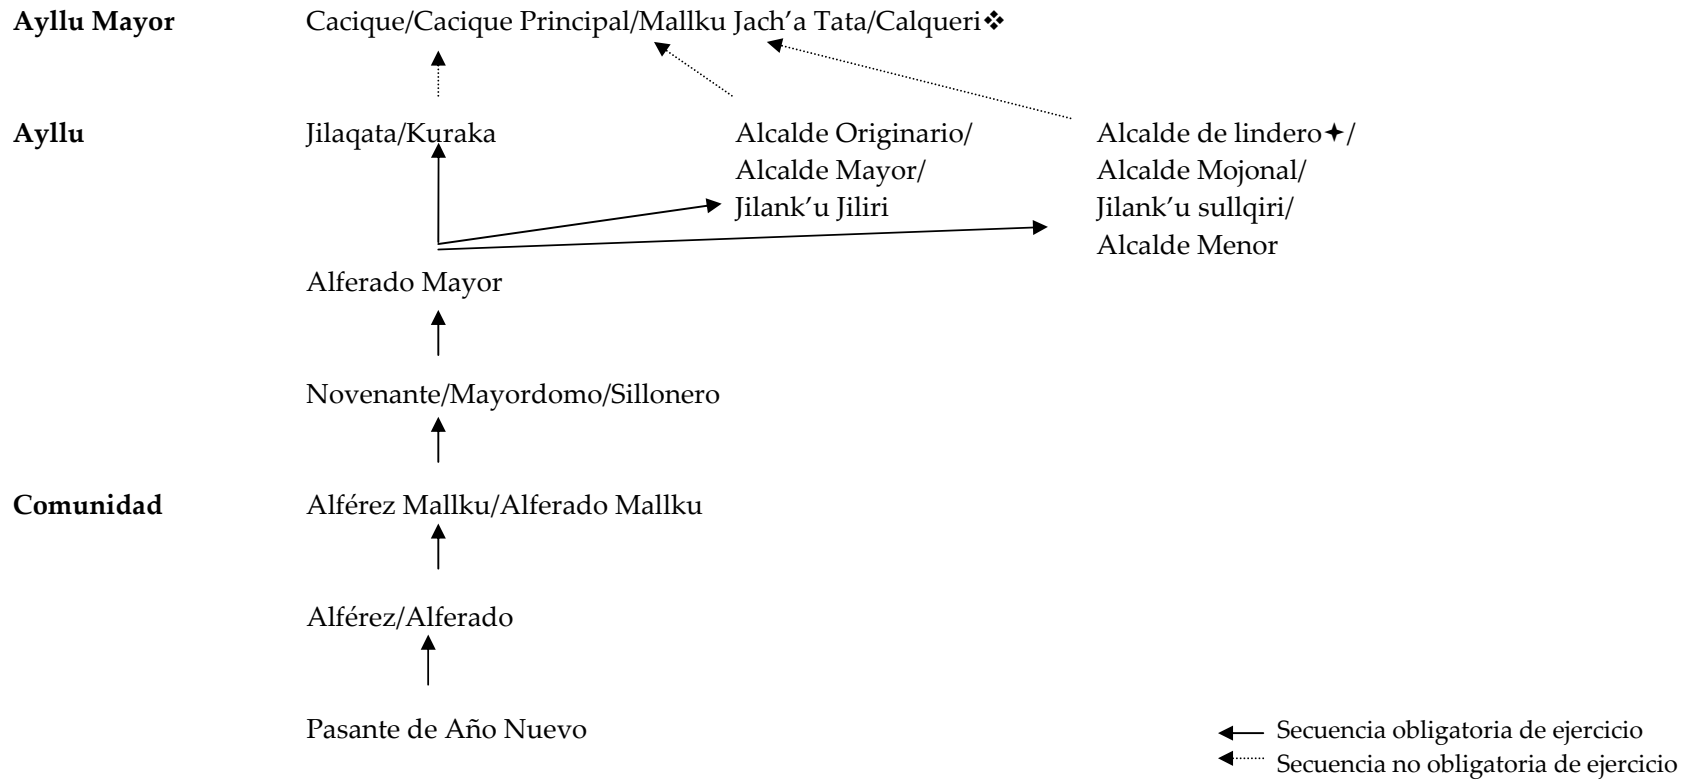 Ayllu Mayor Cacique/Cacique Principal/Mallku Jach’a Tata/Calqueri❖
Ayllu Jilaqata/Kuraka Alcalde Originario/ Alcalde de lindero✦/
Alcalde Mayor/ Alcalde Mojonal/
Jilank’u Jiliri Jilank’u sullqiri/
Alcalde Menor
Alferado Mayor
Novenante/Mayordomo/Sillonero
Comunidad Alférez Mallku/Alferado Mallku
Alférez/Alferado
Pasante de Año Nuevo
Secuencia obligatoria de ejercicio
Secuencia no obligatoria de ejercicio